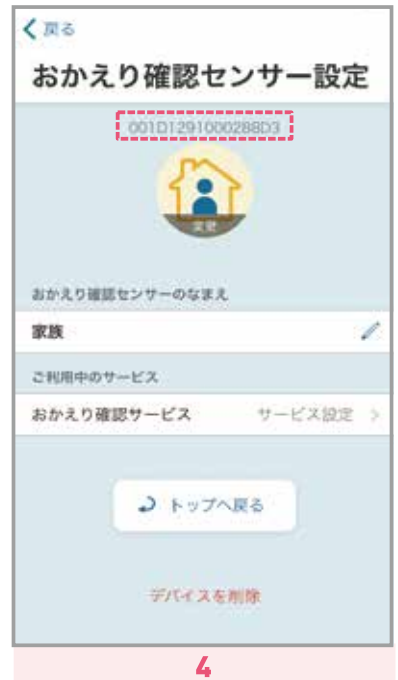 戻る
おかえり確認センサー設定
001D1291000288D3
変更
おかえり確認センサーのなまえ
家族
ご利用中のサービス
おかえり確認サービス サービス設定 >
トップへ戻る
デバイスを削除
4